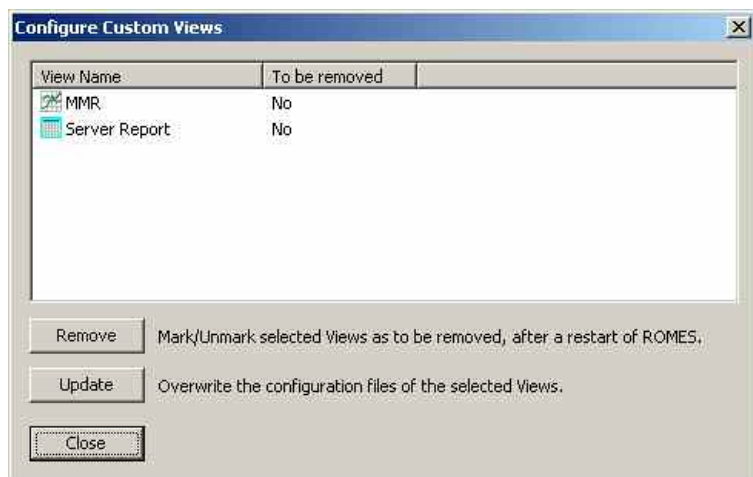 Configure Custom Views
View Name To be removed
MMR No
Server Report No
Remove Mark/Unmark selected Views as to be removed, after a restart of ROMES.
Update Overwrite the configuration files of the selected Views.
Close